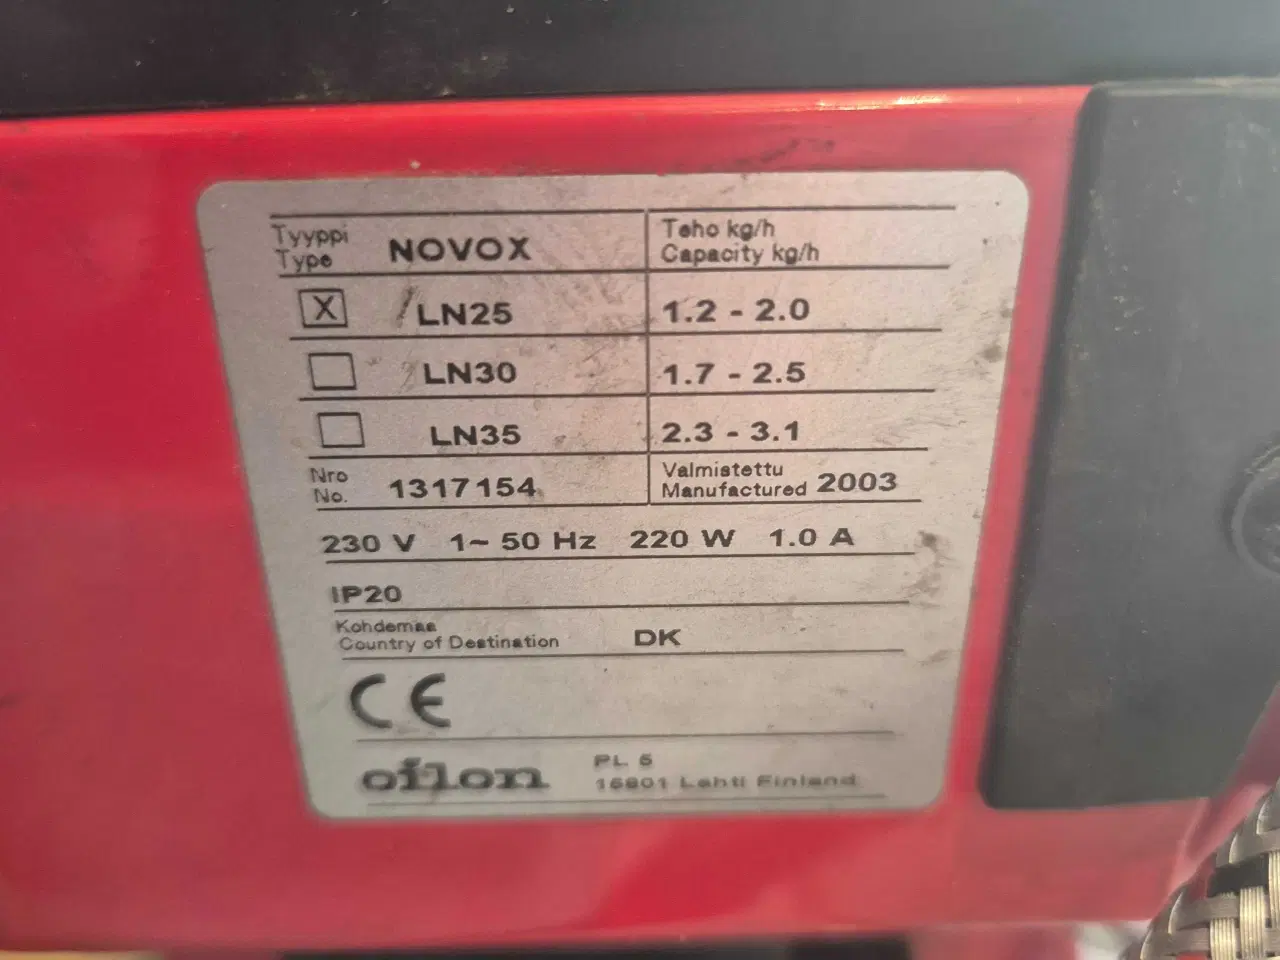 Tyyppi
Type NOVOX
Teho kg/h
Capacity kg/h
X LN25 1.2 - 2.0
LN30 1.7 - 2.5
LN35 2.3 - 3.1
Nro
No. 1317154
Valmistettu
Manufactured 2003
230 V 1~ 50 Hz 220 W 1.0 A
IP20
Kohdemaa
Country of Destination DK
CE
oilon PL 5
15801 Lahti Finland